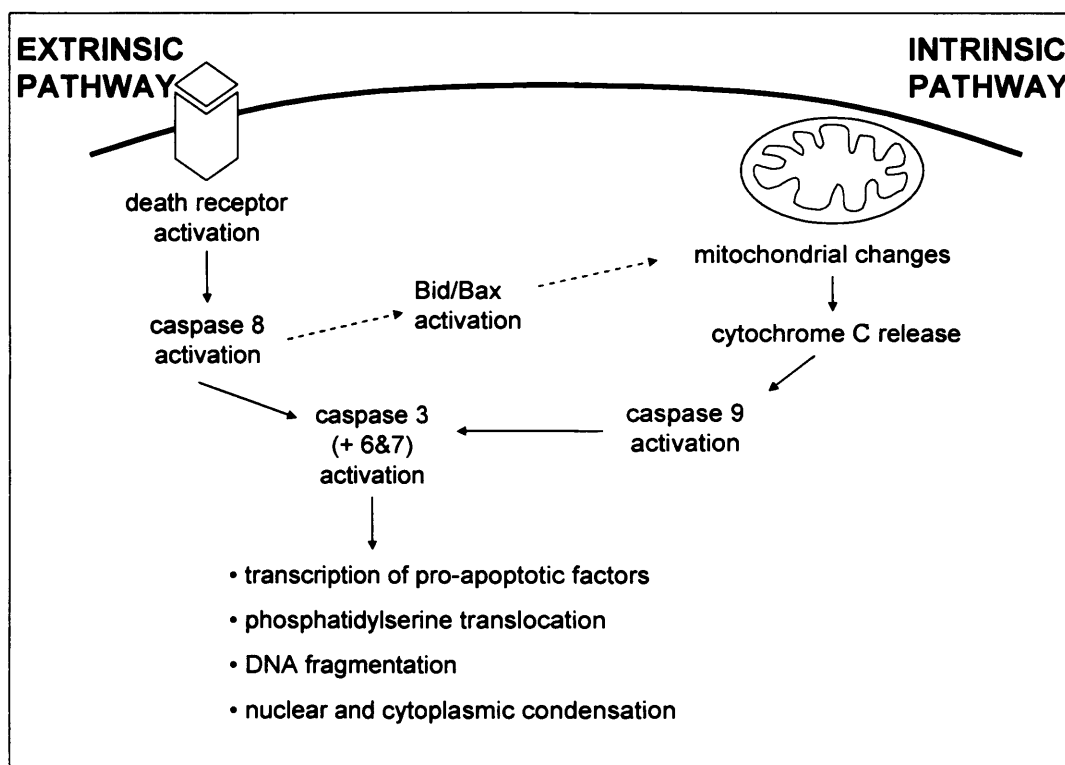 EXTRINSIC
PATHWAY
INTRINSIC
PATHWAY
death receptor
activation
mitochondrial changes
Bid/Bax
activation
caspase 8
activation
cytochrome C release
caspase 3
(+ 6&7)
activation
caspase 9
activation
• transcription of pro-apoptotic factors
• phosphatidylserine translocation
• DNA fragmentation
• nuclear and cytoplasmic condensation